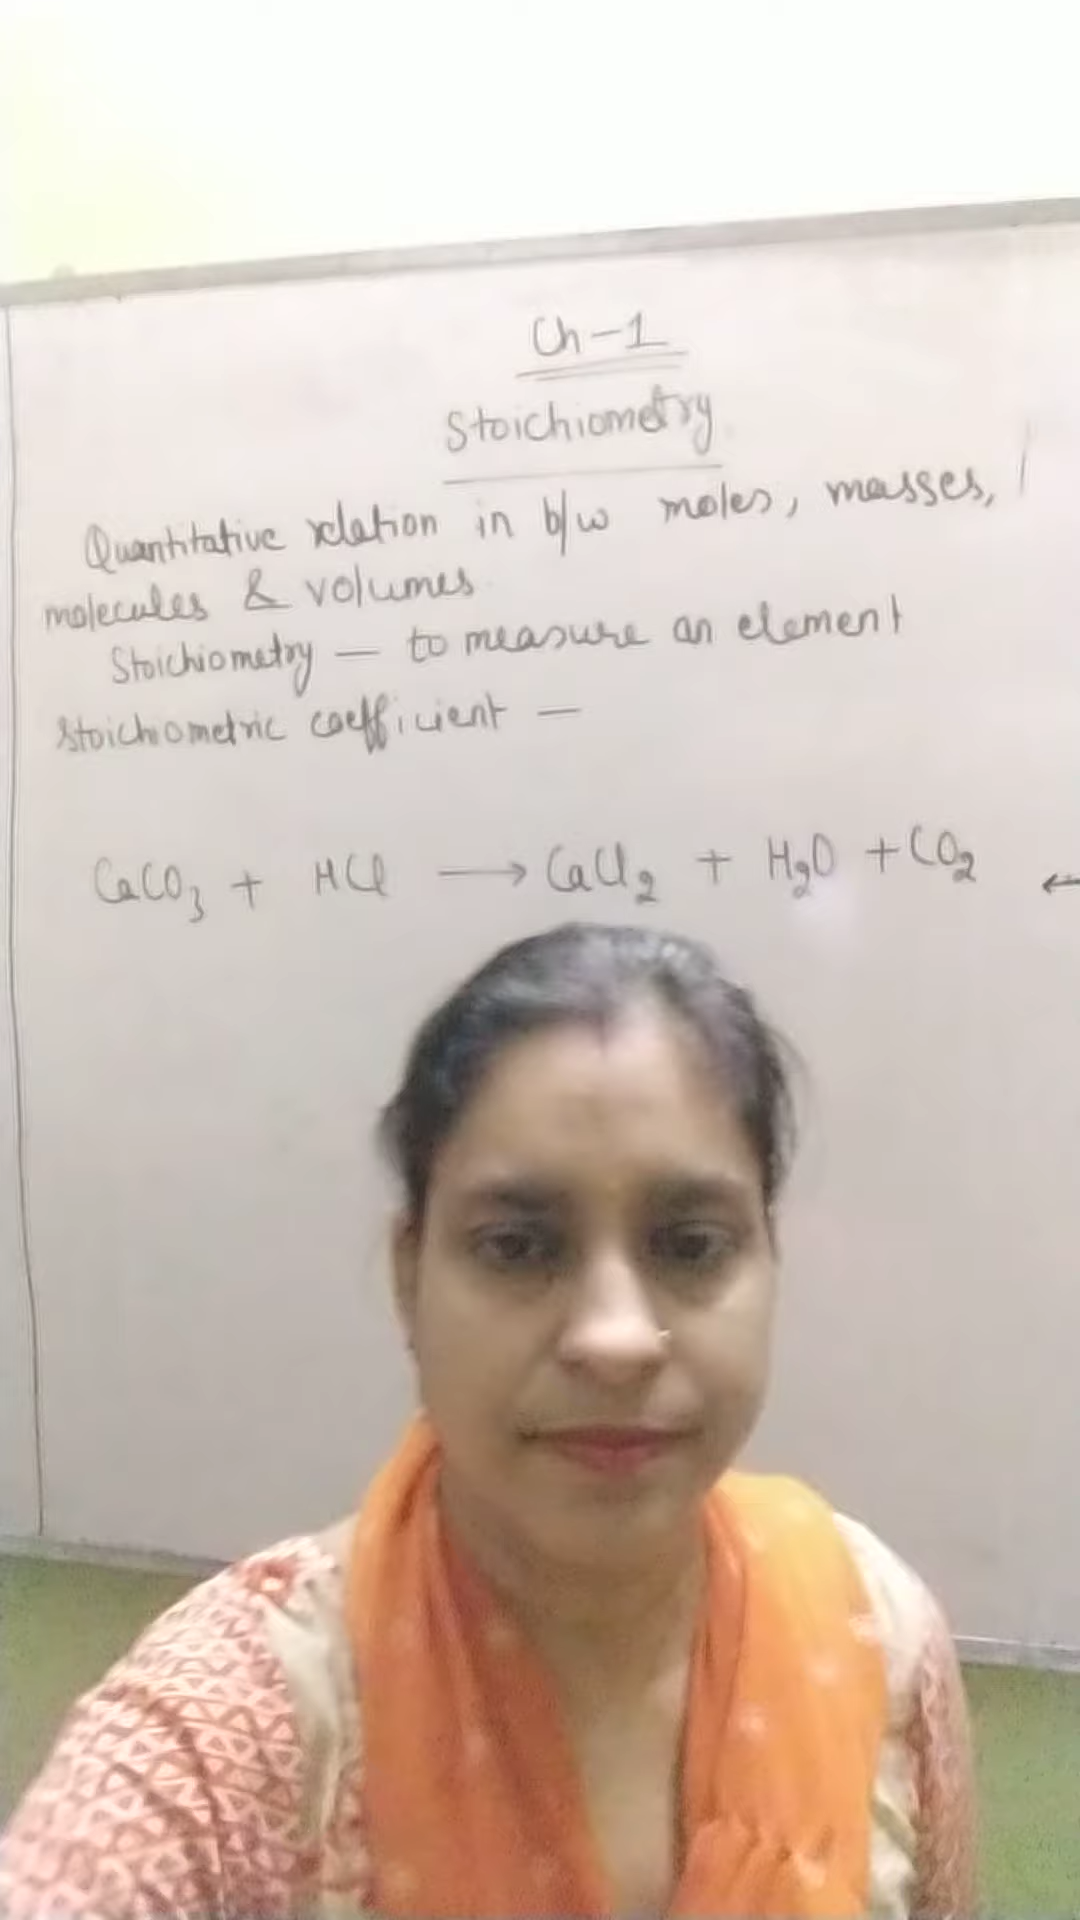 Ch-1
Stoichiometry
Quantitative relation in b/w moles, masses,
molecules & volumes
Stoichiometry — to measure an element
Stoichiometric coefficient —
CaCO₃ + HCl ⟶ CaCl₂ + H₂O + CO₂ ←